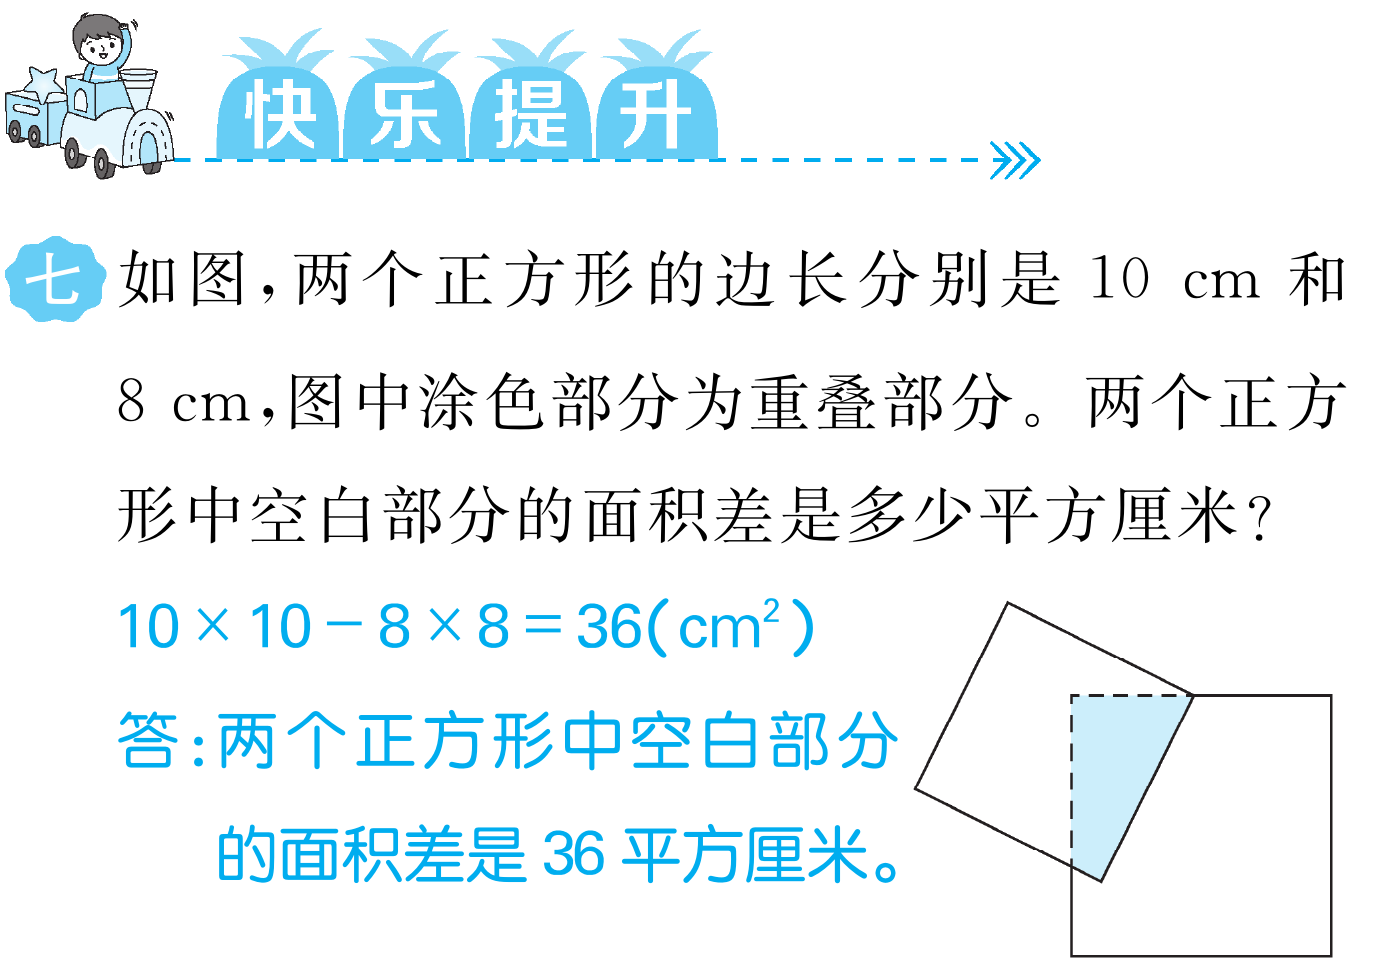 快乐提升
七 如图,两个正方形的边长分别是 10 cm 和
8 cm,图中涂色部分为重叠部分。两个正方
形中空白部分的面积差是多少平方厘米?
10×10-8×8=36(cm²)
答:两个正方形中空白部分
的面积差是 36 平方厘米。